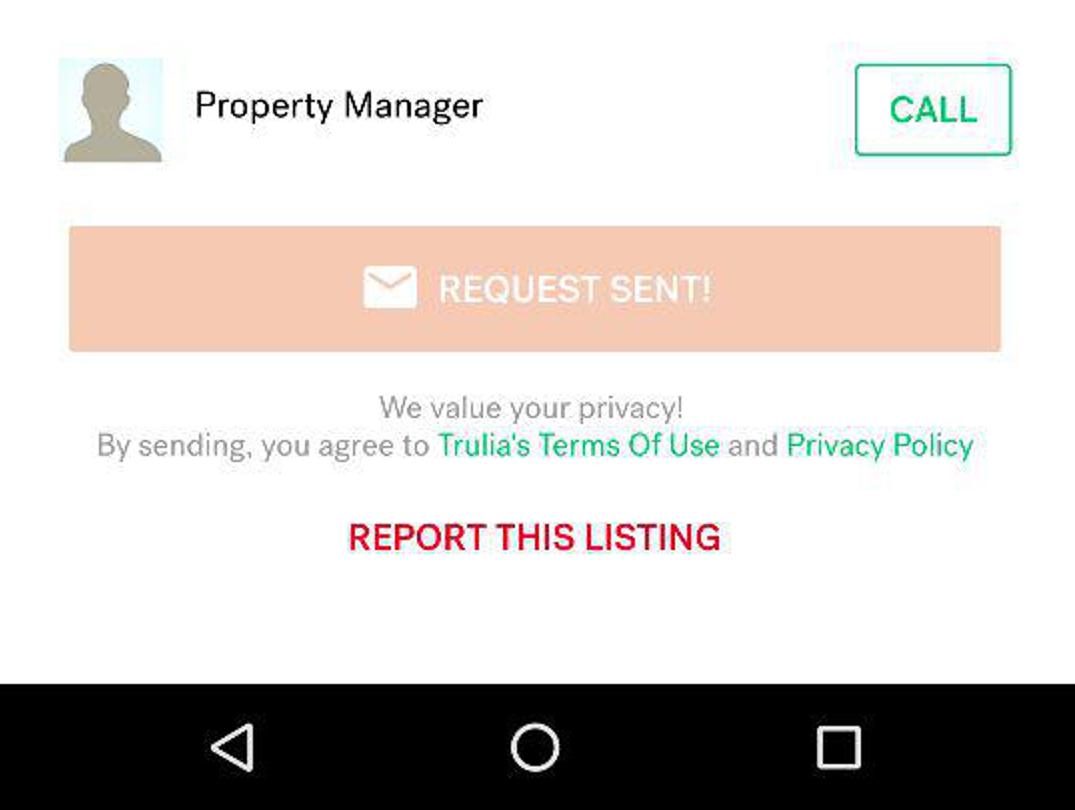 Property Manager
CALL
REQUEST SENT!
We value your privacy!
By sending, you agree to Trulia's Terms Of Use and Privacy Policy
REPORT THIS LISTING